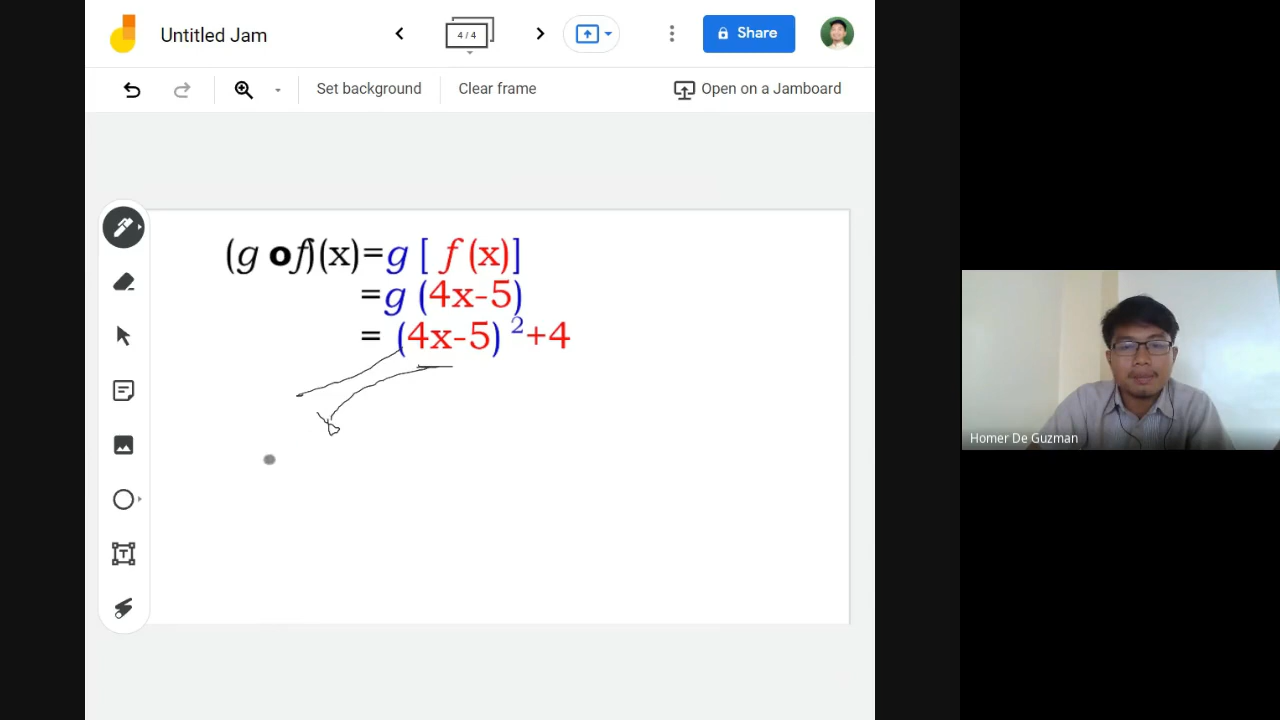 Untitled Jam
4 / 4
Share
Set background
Clear frame
Open on a Jamboard
(g of)(x)=g [ f (x)]
=g (4x-5)
= (4x-5) ²+4
T
Homer De Guzman